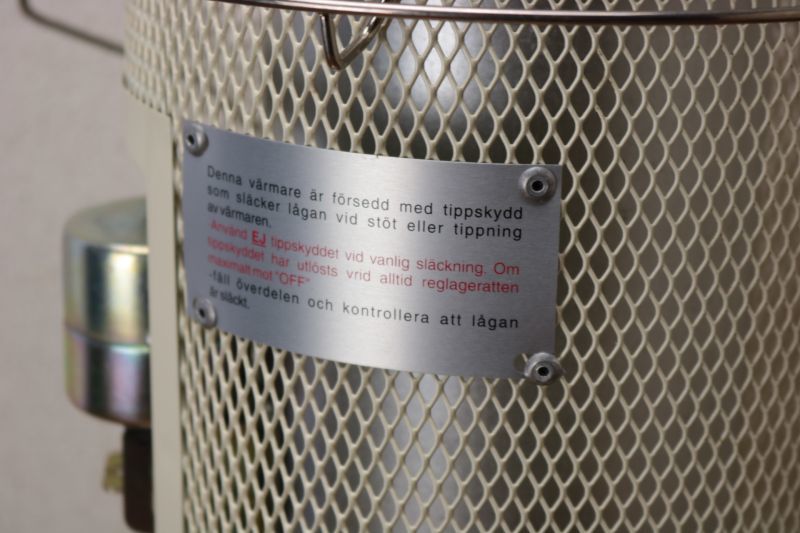 Denna värmare är försedd med tippskydd
som släcker lågan vid stöt eller tippning
av värmaren.
Använd EJ tippskyddet vid vanlig släckning. Om
tippskyddet har utlösts vrid alltid reglageratten
maximalt mot "OFF"
-fäll överdelen och kontrollera att lågan
är släckt.